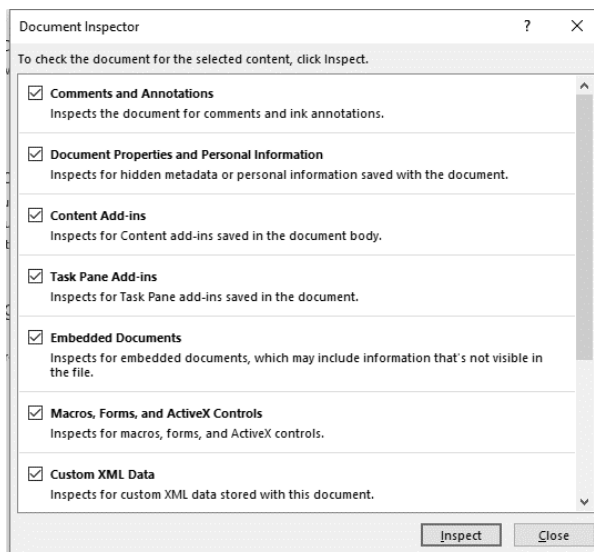 Document Inspector
?
To check the document for the selected content, click Inspect.
Comments and Annotations
Inspects the document for comments and ink annotations.
Document Properties and Personal Information
Inspects for hidden metadata or personal information saved with the document.
Content Add-ins
Inspects for Content add-ins saved in the document body.
Task Pane Add-ins
Inspects for Task Pane add-ins saved in the document.
Embedded Documents
Inspects for embedded documents, which may include information that's not visible in
the file.
Macros, Forms, and ActiveX Controls
Inspects for macros, forms, and ActiveX controls.
Custom XML Data
Inspects for custom XML data stored with this document.
Inspect Close